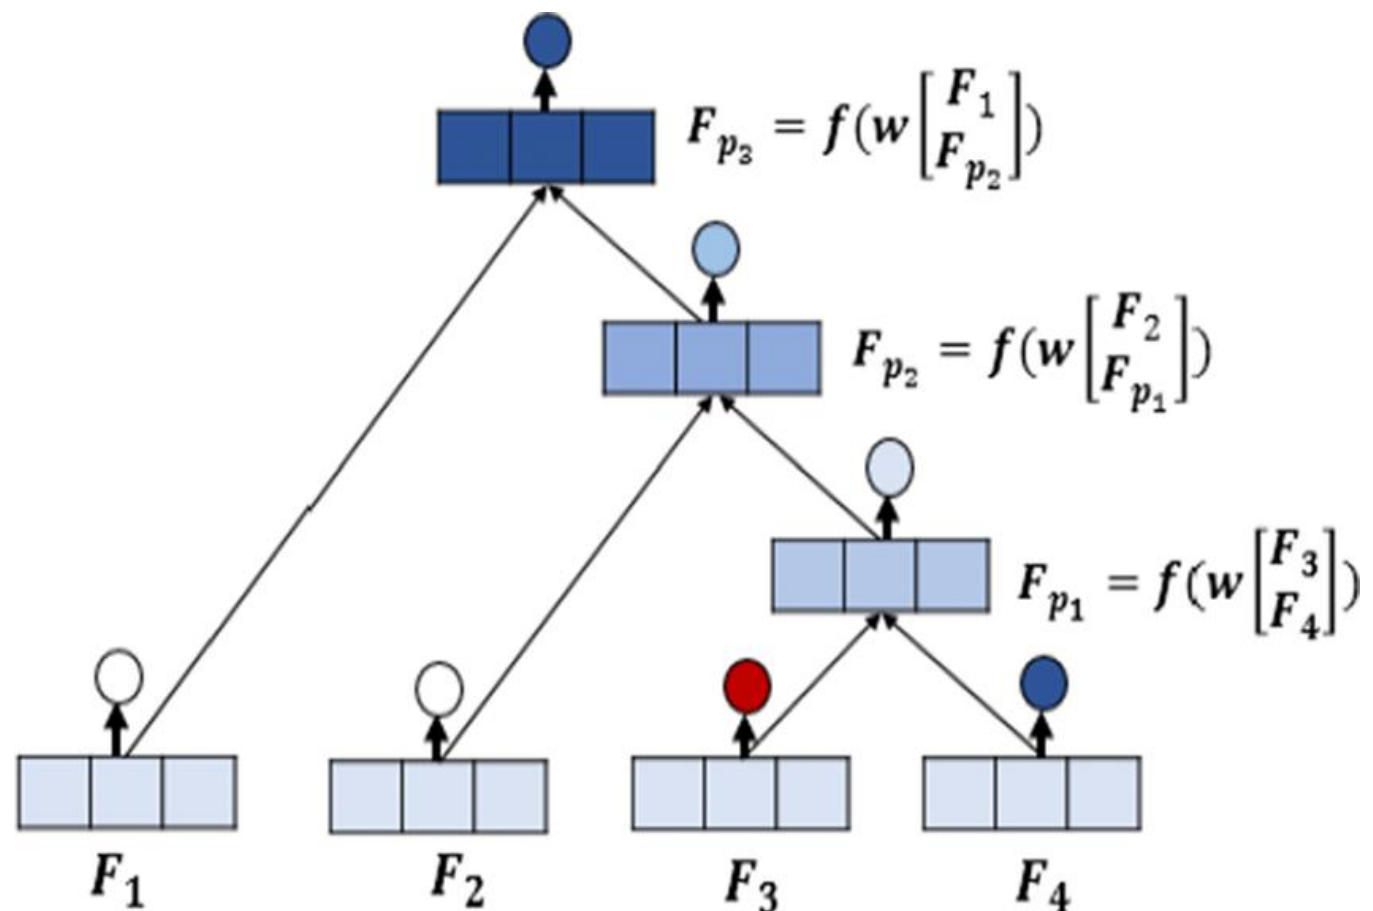 F_{p_3} = f(w [F_1 F_{p_2}])
F_{p_2} = f(w [F_2 F_{p_1}])
F_{p_1} = f(w [F_3 F_4])
F_1 F_2 F_3 F_4